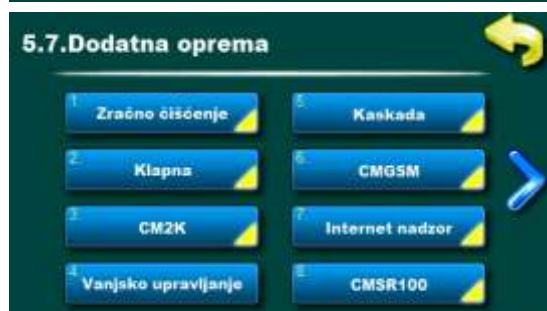 5.7.Dodatna oprema
1. Zračno čišćenje
2. Klapna
3. CM2K
4. Vanjsko upravljanje
5. Kaskada
6. CMGSM
7. Internet nadzor
8. CMSR100